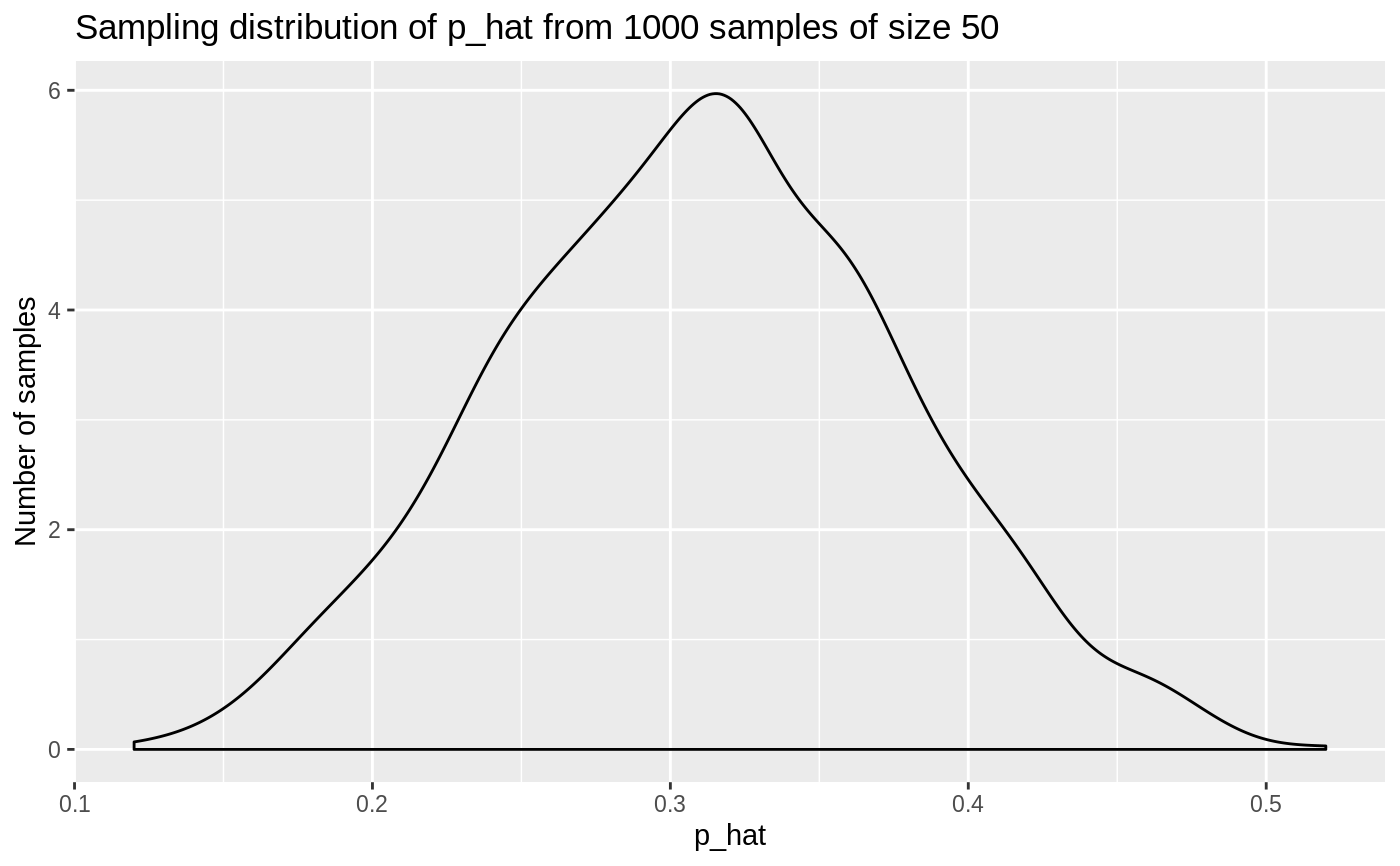 Sampling distribution of p_hat from 1000 samples of size 50
6
4
2
0
Number of samples
0.1 0.2 0.3 0.4 0.5
p_hat